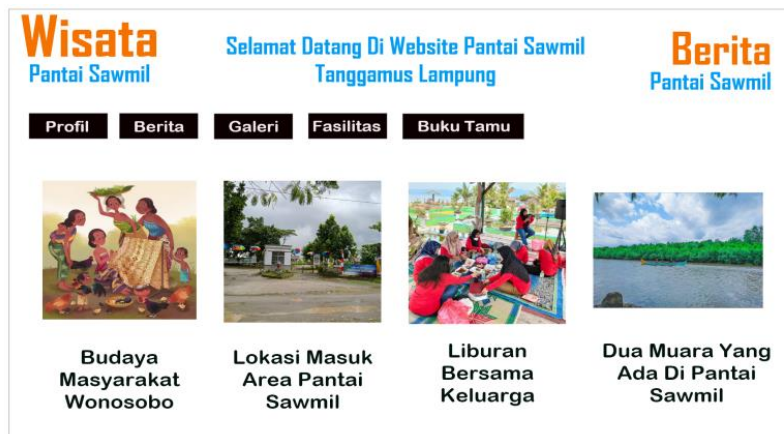 Wisata
Pantai Sawmil
Selamat Datang Di Website Pantai Sawmil
Tanggamus Lampung
Berita
Pantai Sawmil
Profil
Berita
Galeri
Fasilitas
Buku Tamu
Budaya
Masyarakat
Wonosobo
Lokasi Masuk
Area Pantai
Sawmil
Liburan
Bersama
Keluarga
Dua Muara Yang
Ada Di Pantai
Sawmil